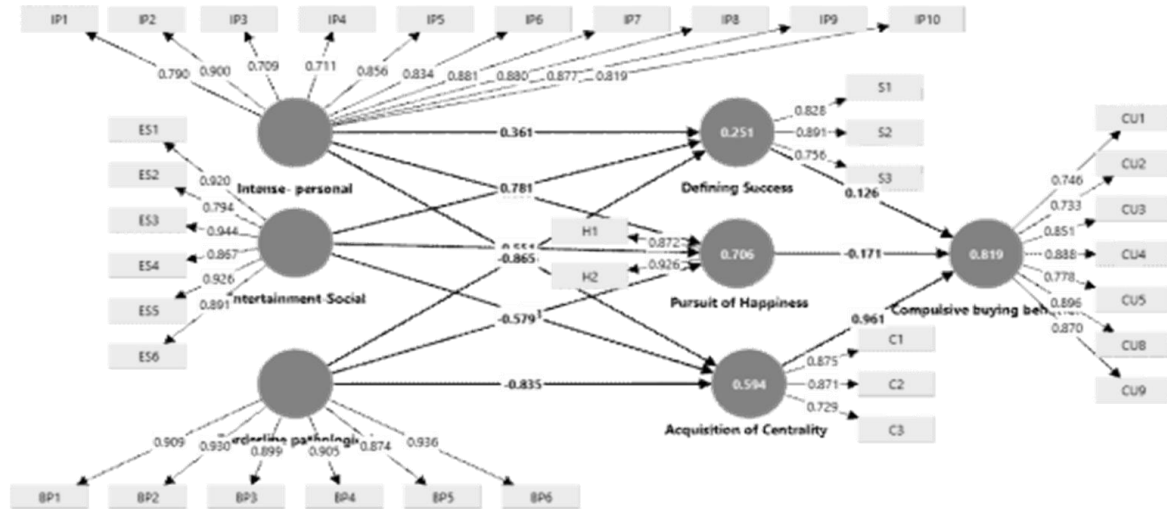 IP1 IP2 IP3 IP4 IP5 IP6 IP7 IP8 IP9 IP10
0.790 0.900 0.709 0.711 0.856 0.834 0.881 0.880 0.877 0.819
S1
0.828
ES1
0.361
0.251
0.891
S2
CU1
0.756
ES2
0.920
Intense- personal
0.781
Defining Success
S3
0.126
0.746
CU2
0.794
0.733
ES3
0.944
H1
0.872
0.851
CU3
0.867
-0.865
0.706
-0.171
0.819
0.888
CU4
ES4
0.926
H2
0.926
0.778
0.891
Entertainment-Social
Pursuit of Happiness
Compulsive buying
CU5
ES5
-0.579
0.961
0.896
C1
0.870
CU8
ES6
0.875
-0.835
0.594
0.871
C2
CU9
0.729
Acquisition of Centrality
C3
0.909 0.930 0.899 0.905 0.874 0.936
BP1 BP2 BP3 BP4 BP5 BP6